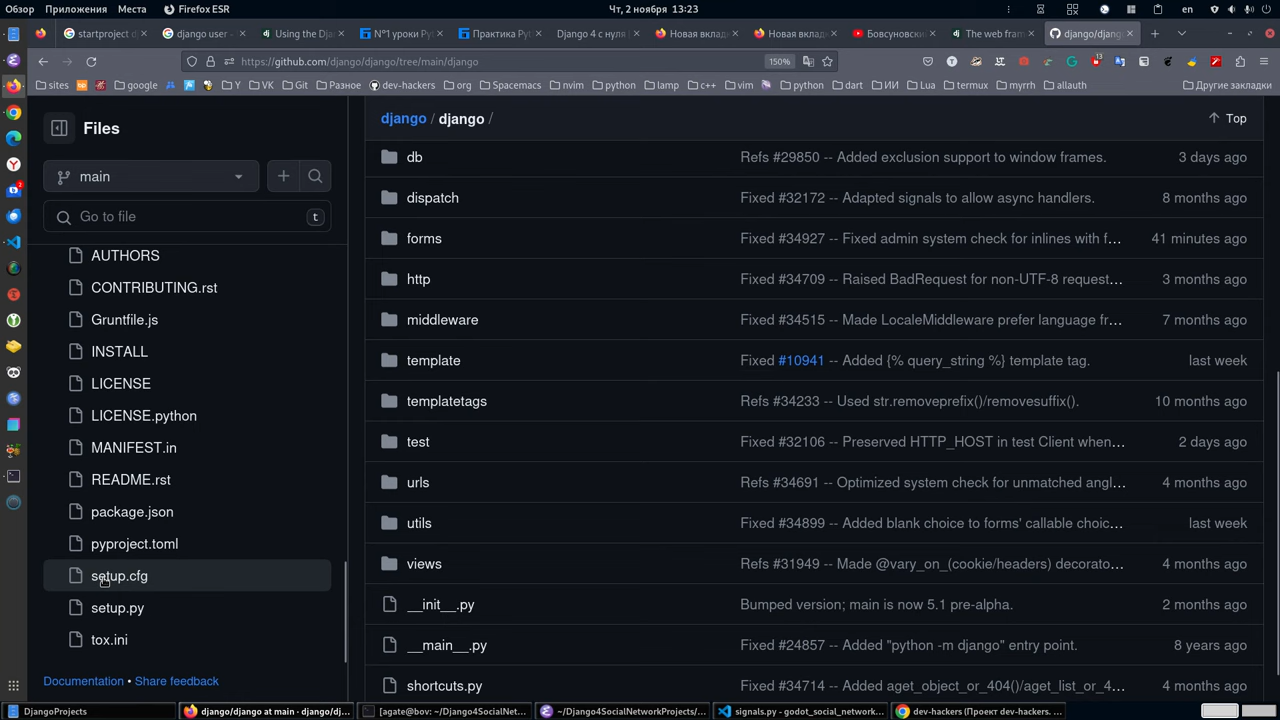 Обзор Приложения Места Firefox ESR Чт, 2 ноября 13:23 en
startproject d django user - Using the Dja N°1 уроки Py Практика Pyt Django 4 с нуля Новая вклад Новая вклад Бовсуновски The web fram django/djang
https://github.com/django/django/tree/main/django 150%
sites google Y VK Git Разное dev-hackers org Spacemacs nvim python lamp c++ vim python dart ИИ Lua termux myrrh allauth Другие закладки
Files
main
Go to file t
AUTHORS
CONTRIBUTING.rst
Gruntfile.js
INSTALL
LICENSE
LICENSE.python
MANIFEST.in
README.rst
package.json
pyproject.toml
setup.cfg
setup.py
tox.ini
Documentation • Share feedback
django / django / Top
db Refs #29850 -- Added exclusion support to window frames. 3 days ago
dispatch Fixed #32172 -- Adapted signals to allow async handlers. 8 months ago
forms Fixed #34927 -- Fixed admin system check for inlines with f... 41 minutes ago
http Fixed #34709 -- Raised BadRequest for non-UTF-8 request... 3 months ago
middleware Fixed #34515 -- Made LocaleMiddleware prefer language fr... 7 months ago
template Fixed #10941 -- Added {% query_string %} template tag. last week
templatetags Refs #34233 -- Used str.removeprefix()/removesuffix(). 10 months ago
test Fixed #32106 -- Preserved HTTP_HOST in test Client when... 2 days ago
urls Refs #34691 -- Optimized system check for unmatched angl... 4 months ago
utils Fixed #34899 -- Added blank choice to forms' callable choic... last week
views Refs #31949 -- Made @vary_on_(cookie/headers) decorato... 4 months ago
__init__.py Bumped version; main is now 5.1 pre-alpha. 2 months ago
__main__.py Fixed #24857 -- Added "python -m django" entry point. 8 years ago
shortcuts.py Fixed #34714 -- Added aget_object_or_404()/aget_list_or_4... 4 months ago
DjangoProjects django/django at main · django/dj... [agate@bov: ~/Django4SocialNet... ~/Django4SocialNetworkProjects/... signals.py - godot_social_network... dev-hackers (Проект dev-hackers. ...